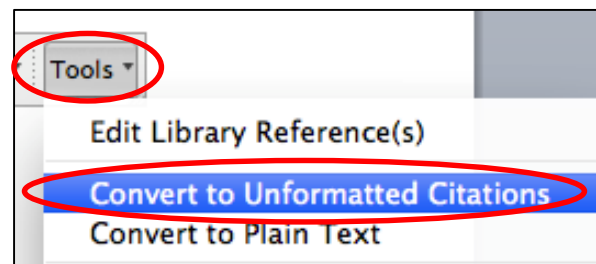 Tools
Edit Library Reference(s)
Convert to Unformatted Citations
Convert to Plain Text